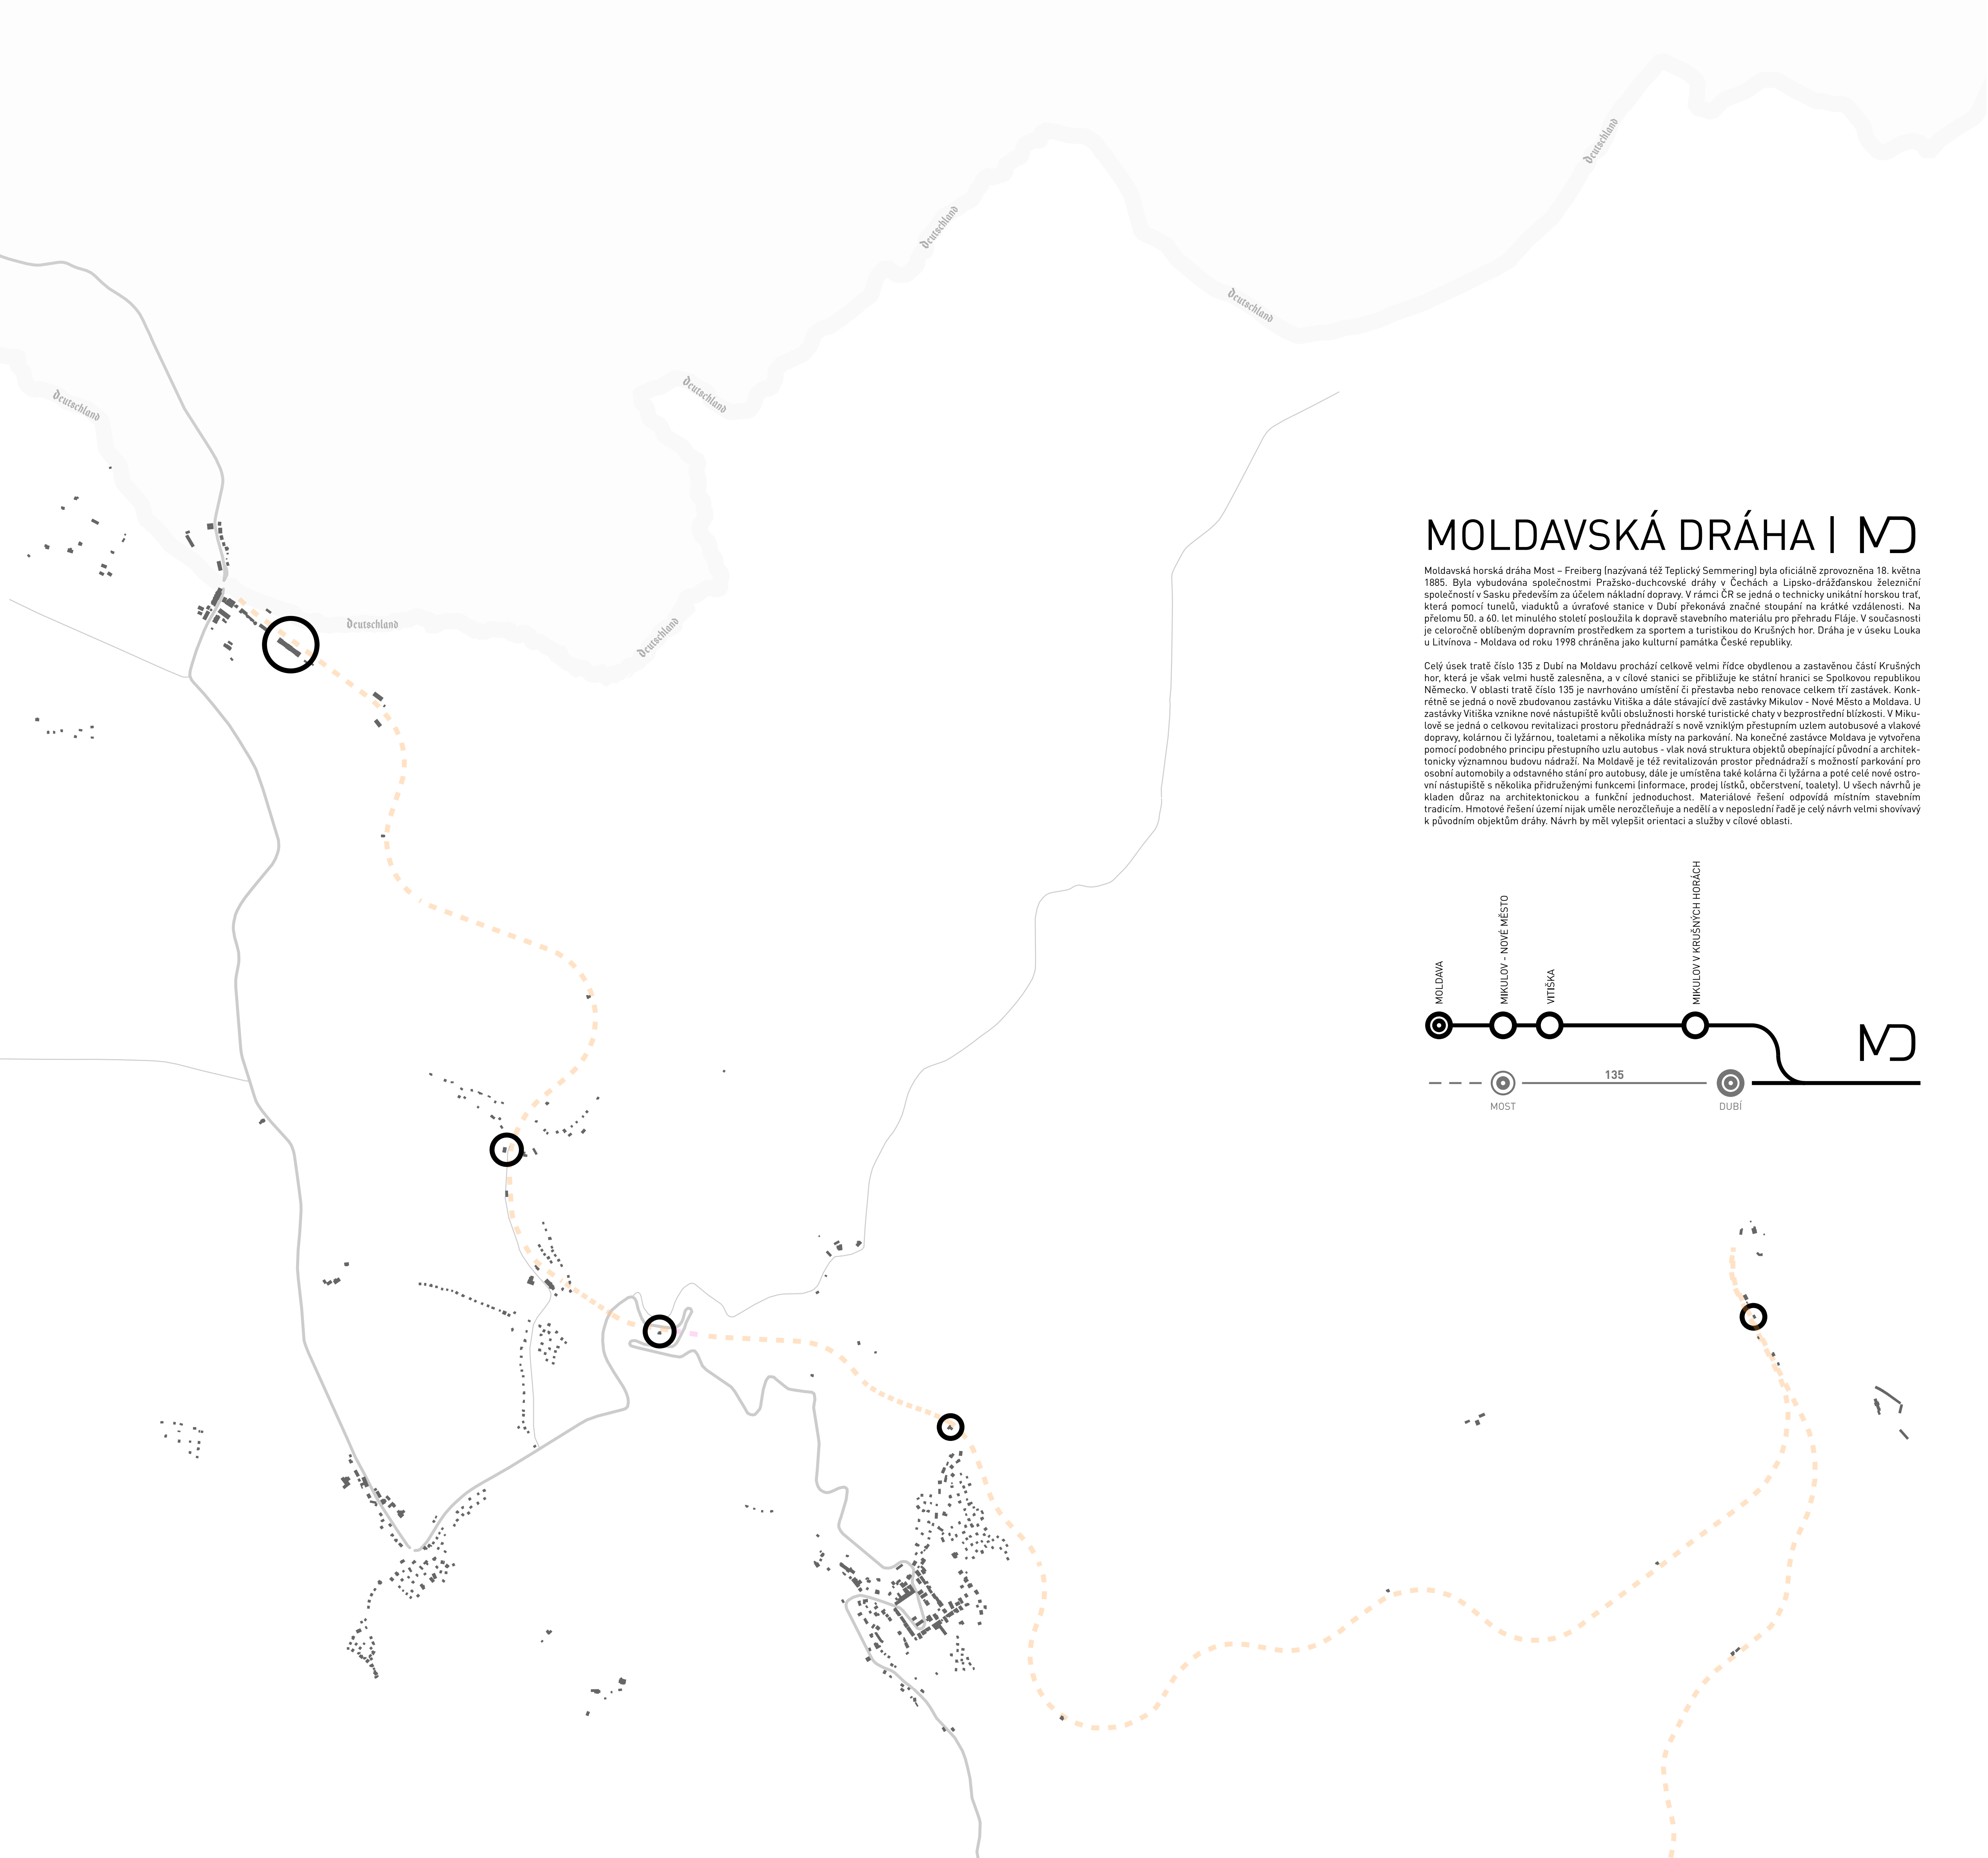 Deutschland
Deutschland
Deutschland
Deutschland
Deutschland
Deutschland
Deutschland
MOLDAVSKÁ DRÁHA | MD
Moldavská horská dráha Most – Freiberg (nazývaná též Teplický Semmering) byla oficiálně zprovozněna 18. května
1885. Byla vybudována společnostmi Pražsko-duchcovské dráhy v Čechách a Lipsko-drážďanskou železniční
společností v Sasku především za účelem nákladní dopravy. V rámci ČR se jedná o technicky unikátní horskou trať,
která pomocí tunelů, viaduktů a úvraťové stanice v Dubí překonává značné stoupání na krátké vzdálenosti. Na
přelomu 50. a 60. let minulého století posloužila k dopravě stavebního materiálu pro přehradu Fláje. V současnosti
je celoročně oblíbeným dopravním prostředkem za sportem a turistikou do Krušných hor. Dráha je v úseku Louka
u Litvínova - Moldava od roku 1998 chráněna jako kulturní památka České republiky.
Celý úsek tratě číslo 135 z Dubí na Moldavu prochází celkově velmi řídce obydlenou a zastavěnou částí Krušných
hor, která je však velmi hustě zalesněna, a v cílové stanici se přibližuje ke státní hranici se Spolkovou republikou
Německo. V oblasti tratě číslo 135 je navrhováno umístění či přestavba nebo renovace celkem tří zastávek. Konk-
rétně se jedná o nově zbudovanou zastávku Vitiška a dále stávající dvě zastávky Mikulov - Nové Město a Moldava. U
zastávky Vitiška vznikne nové nástupiště kvůli obslužnosti horské turistické chaty v bezprostřední blízkosti. V Miku-
lově se jedná o celkovou revitalizaci prostoru přednádraží s nově vzniklým přestupním uzlem autobusové a vlakové
dopravy, kolárnou či lyžárnou, toaletami a několika místy na parkování. Na konečné zastávce Moldava je vytvořena
pomocí podobného principu přestupního uzlu autobus - vlak nová struktura objektů obepínající původní a architek-
tonicky významnou budovu nádraží. Na Moldavě je též revitalizován prostor přednádraží s možností parkování pro
osobní automobily a odstavného stání pro autobusy, dále je umístěna také kolárna či lyžárna a poté celé nové ostro-
vní nástupiště s několika přidruženými funkcemi (informace, prodej lístků, občerstvení, toalety). U všech návrhů je
kladen důraz na architektonickou a funkční jednoduchost. Materiálové řešení odpovídá místním stavebním
tradicím. Hmotové řešení území nijak uměle nerozčleňuje a nedělí a v neposlední řadě je celý návrh velmi shovívavý
k původním objektům dráhy. Návrh by měl vylepšit orientaci a služby v cílové oblasti.
MOLDAVA
MIKULOV - NOVÉ MĚSTO
VITIŠKA
MIKULOV V KRUŠNÝCH HORÁCH
MD
135
MOST
DUBÍ